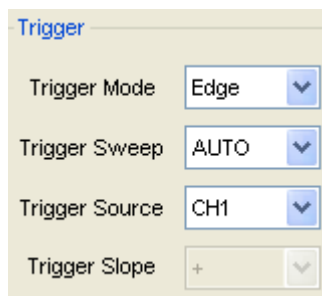 Trigger
Trigger Mode Edge
Trigger Sweep AUTO
Trigger Source CH1
Trigger Slope +